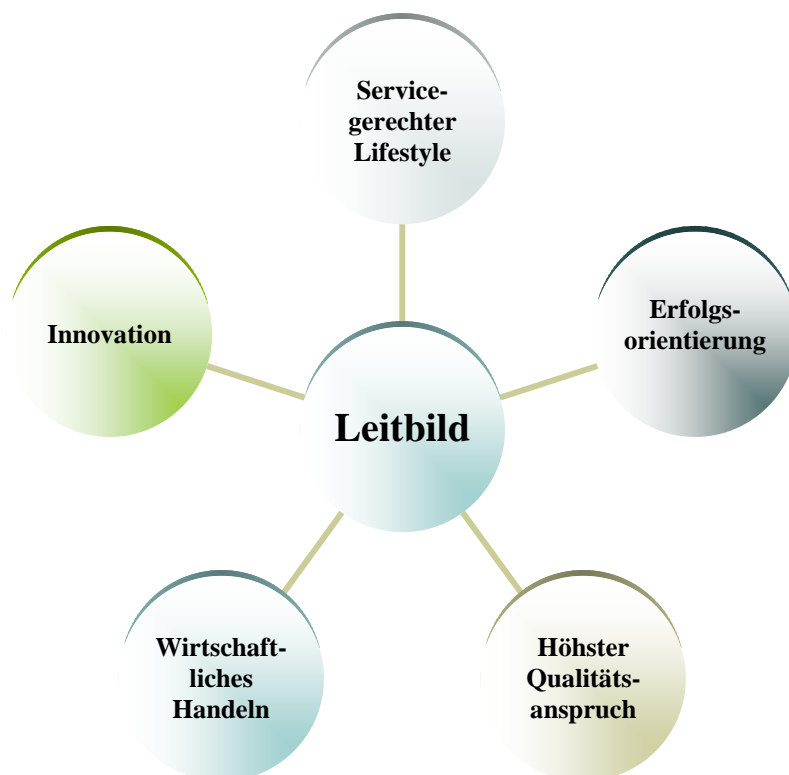 Service-
gerechter
Lifestyle
Innovation
Erfolgs-
orientierung
Leitbild
Wirtschaft-
liches
Handeln
Höhster
Qualitäts-
anspruch